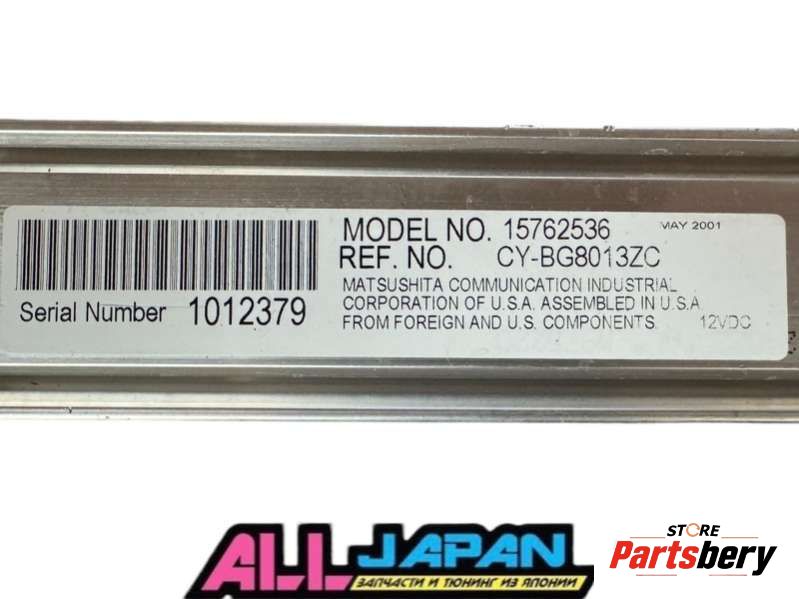 MODEL NO. 15762536 MAY 2001
REF. NO. CY-BG8013ZC
MATSUSHITA COMMUNICATION INDUSTRIAL
CORPORATION OF U.S.A. ASSEMBLED IN U.S.A
FROM FOREIGN AND U.S. COMPONENTS. 12VDC
Serial Number 1012379
ALL JAPAN
ЗАПЧАСТИ И ТЮНИНГ ИЗ ЯПОНИИ
STORE
Partsbery